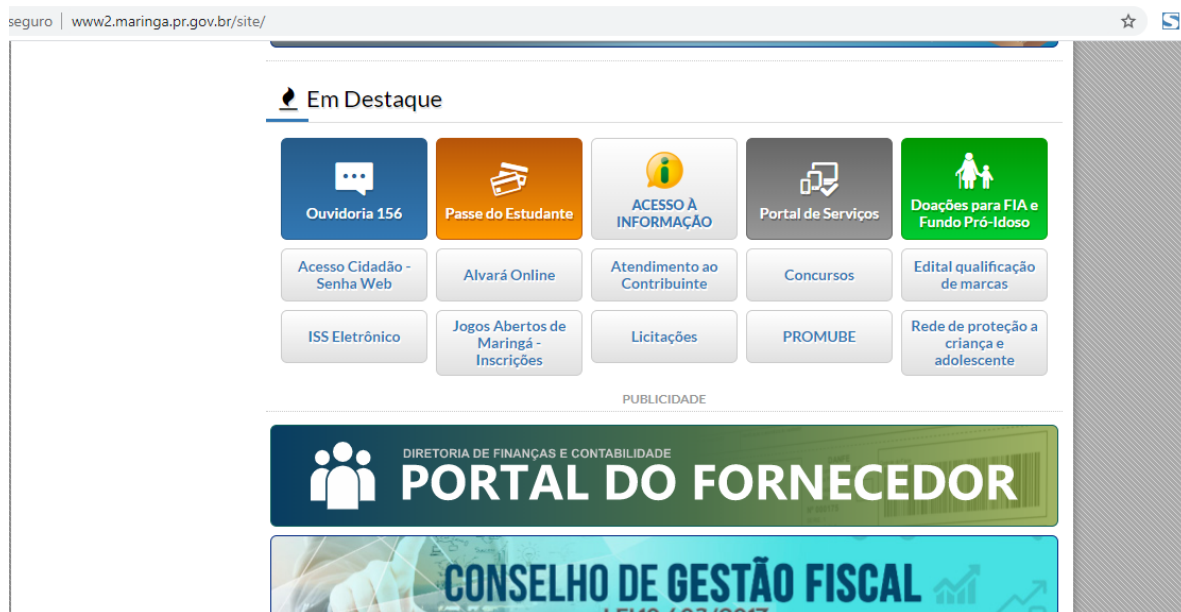 seguro | www2.maringa.pr.gov.br/site/
Em Destaque
Ouvidoria 156
Passe do Estudante
ACESSO À
INFORMAÇÃO
Portal de Serviços
Doações para FIA e
Fundo Pró-Idoso
Acesso Cidadão -
Senha Web
Alvará Online
Atendimento ao
Contribuinte
Concursos
Edital qualificação
de marcas
ISS Eletrônico
Jogos Abertos de
Maringá -
Inscrições
Licitações
PROMUBE
Rede de proteção a
criança e
adolescente
PUBLICIDADE
DIRETORIA DE FINANÇAS E CONTABILIDADE
PORTAL DO FORNECEDOR
CONSELHO DE GESTÃO FISCAL